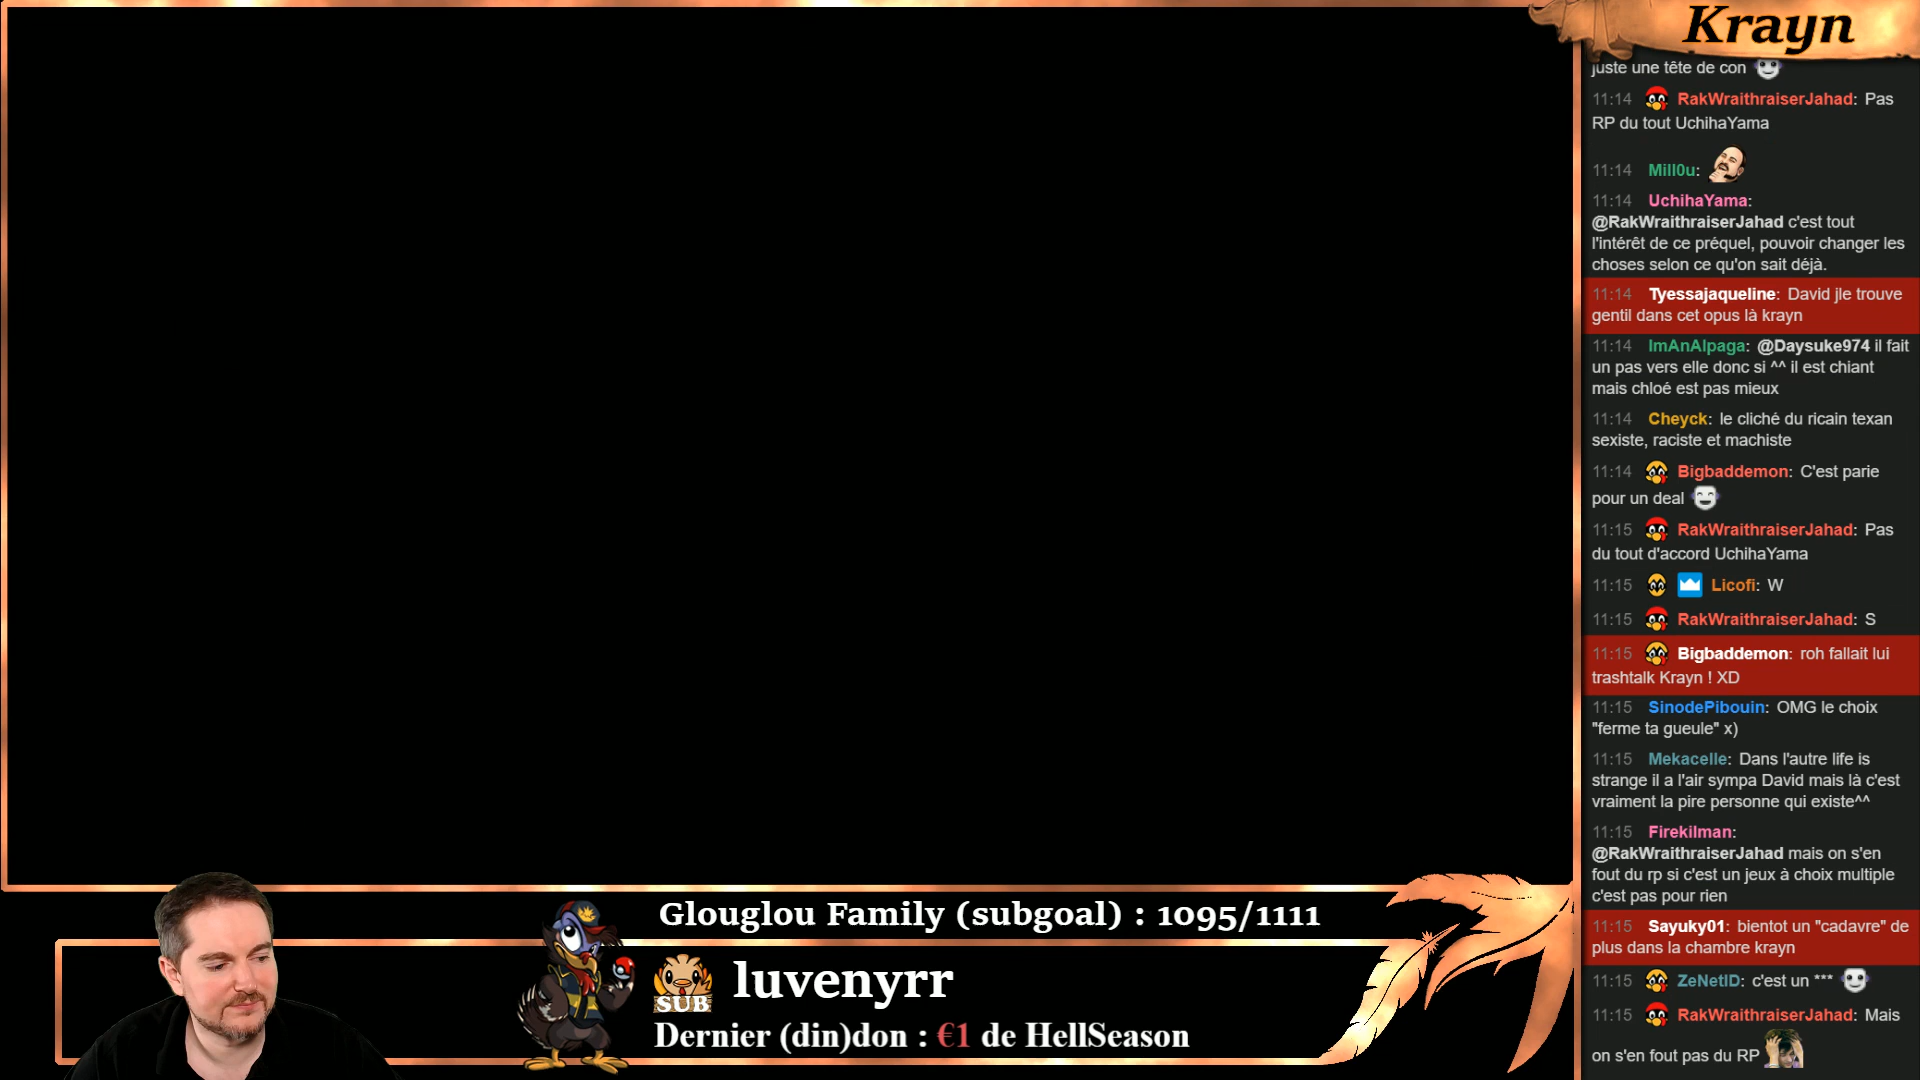 Krayn
juste une tête de con
11:14 RakWraithraiserJahad: Pas
RP du tout UchihaYama
11:14 Mill0u:
11:14 UchihaYama:
@RakWraithraiserJahad c'est tout
l'intérêt de ce préquel, pouvoir changer les
choses selon ce qu'on sait déjà.
11:14 Tyessajaqueline: David jle trouve
gentil dans cet opus là krayn
11:14 ImAnAlpaga: @Daysuke974 il fait
un pas vers elle donc si ^^ il est chiant
mais chloé est pas mieux
11:14 Cheyck: le cliché du ricain texan
sexiste, raciste et machiste
11:14 Bigbaddemon: C'est parie
pour un deal
11:15 RakWraithraiserJahad: Pas
du tout d'accord UchihaYama
11:15 Licofi: W
11:15 RakWraithraiserJahad: S
11:15 Bigbaddemon: roh fallait lui
trashtalk Krayn ! XD
11:15 SinodePibouin: OMG le choix
"ferme ta gueule" x)
11:15 Mekacelle: Dans l'autre life is
strange il a l'air sympa David mais là c'est
vraiment la pire personne qui existe^^
11:15 Firekilman:
@RakWraithraiserJahad mais on s'en
fout du rp si c'est un jeux à choix multiple
c'est pas pour rien
11:15 Sayuky01: bientot un "cadavre" de
plus dans la chambre krayn
11:15 ZeNetID: c'est un ***
11:15 RakWraithraiserJahad: Mais
on s'en fout pas du RP
Glouglou Family (subgoal) : 1095/1111
SUB luvenyrr
Dernier (din)don : €1 de HellSeason